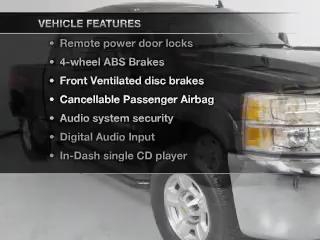 VEHICLE FEATURES
• Remote power door locks
• 4-wheel ABS Brakes
• Front Ventilated disc brakes
• Cancellable Passenger Airbag
• Audio system security
• Digital Audio Input
• In-Dash single CD player